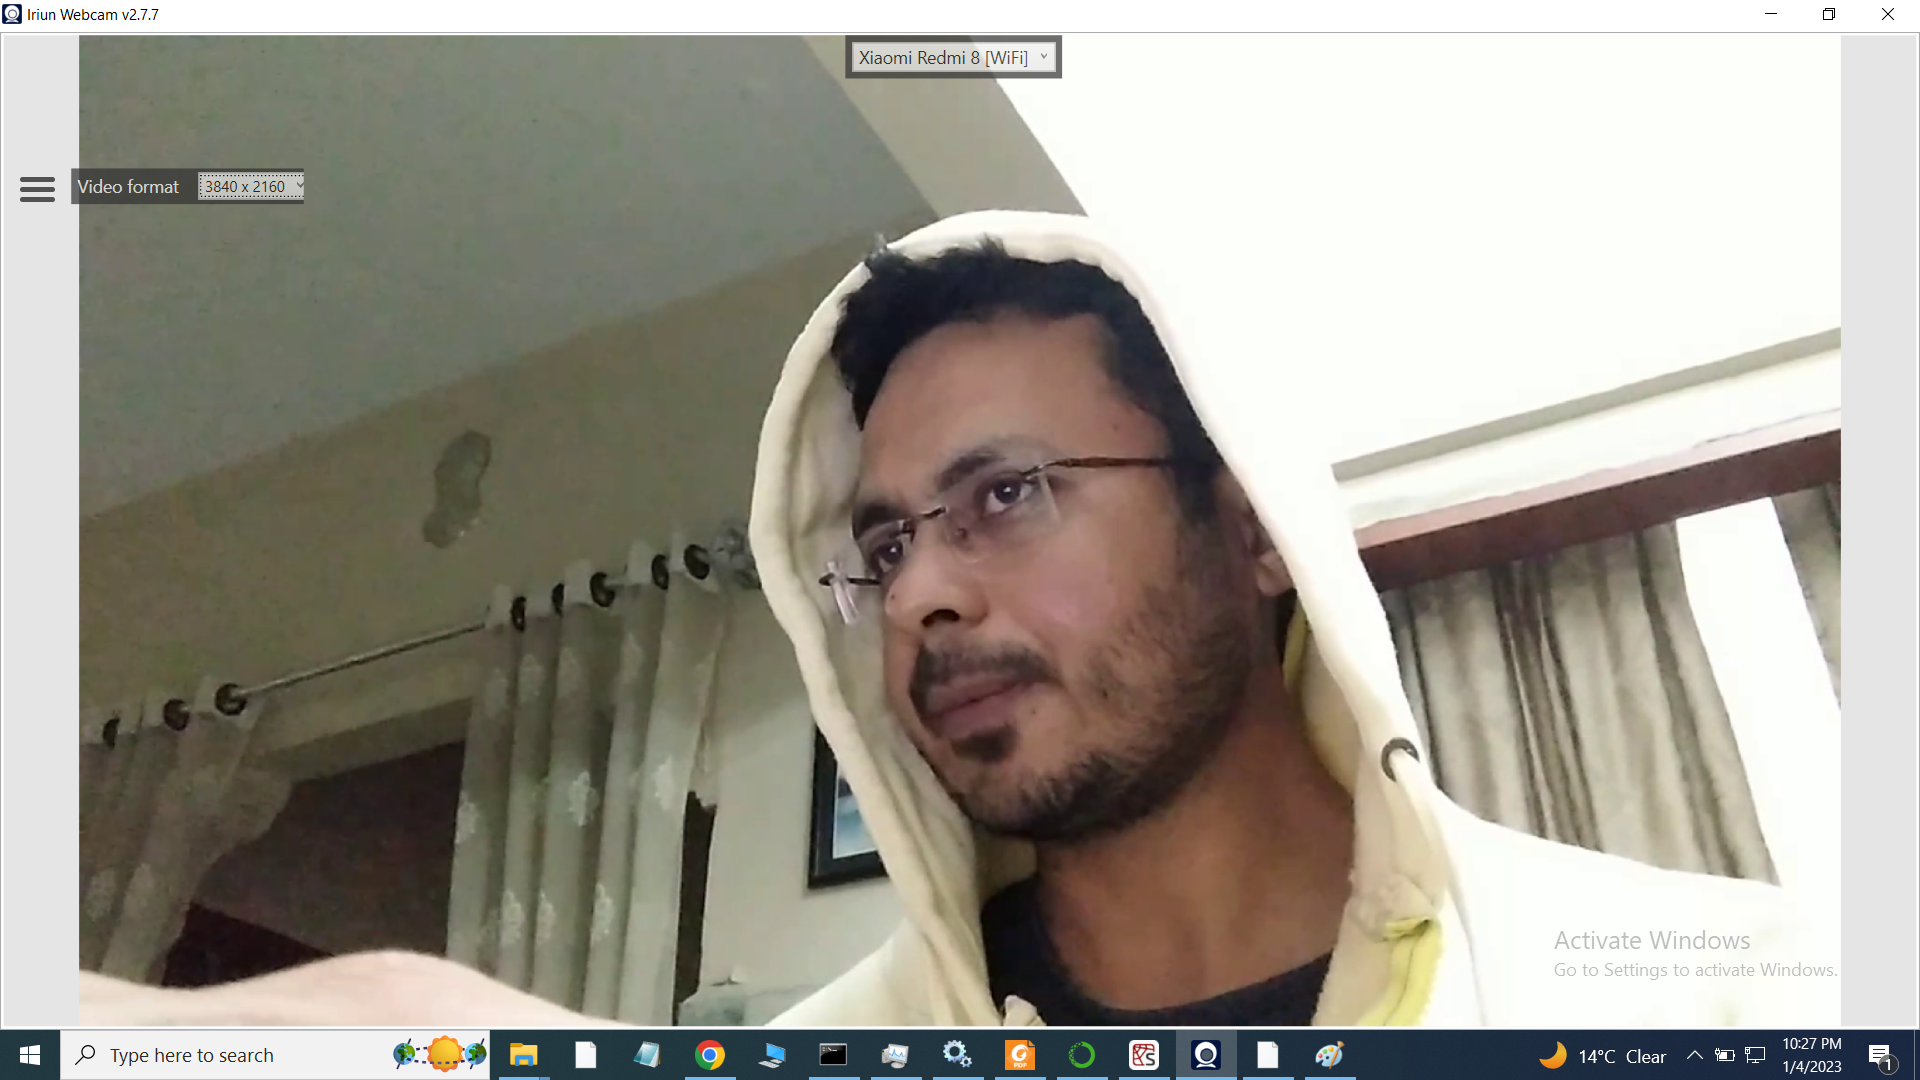 Iriun Webcam v2.7.7
Xiaomi Redmi 8 [WiFi]
Video format 3840 x 2160
Activate Windows
Go to Settings to activate Windows.
Type here to search
PDF
14°C Clear
10:27 PM
1/4/2023
1